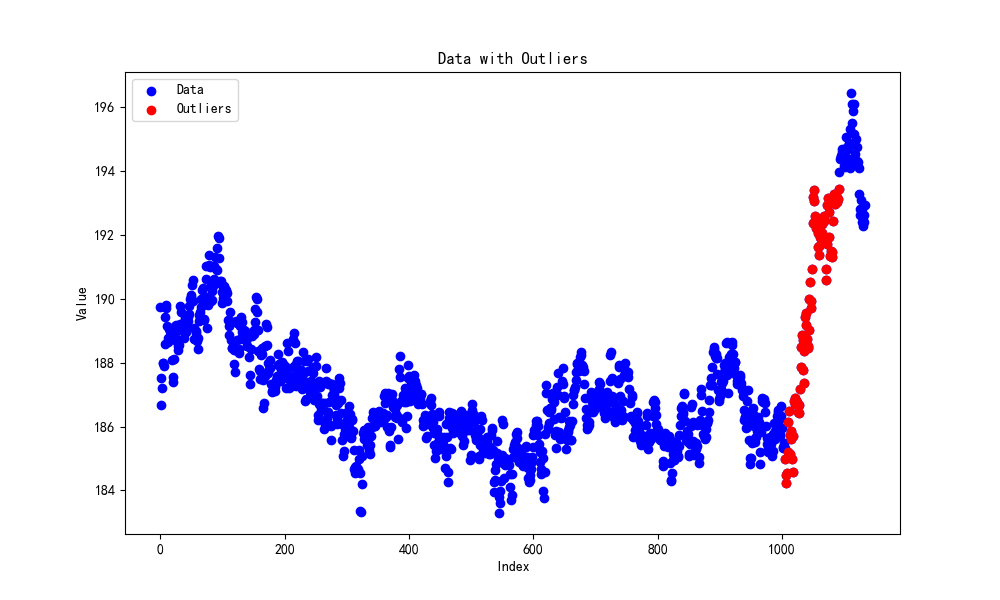 Data with Outliers
Data
Outliers
196
194
192
190
188
186
184
Value
0 200 400 600 800 1000
Index